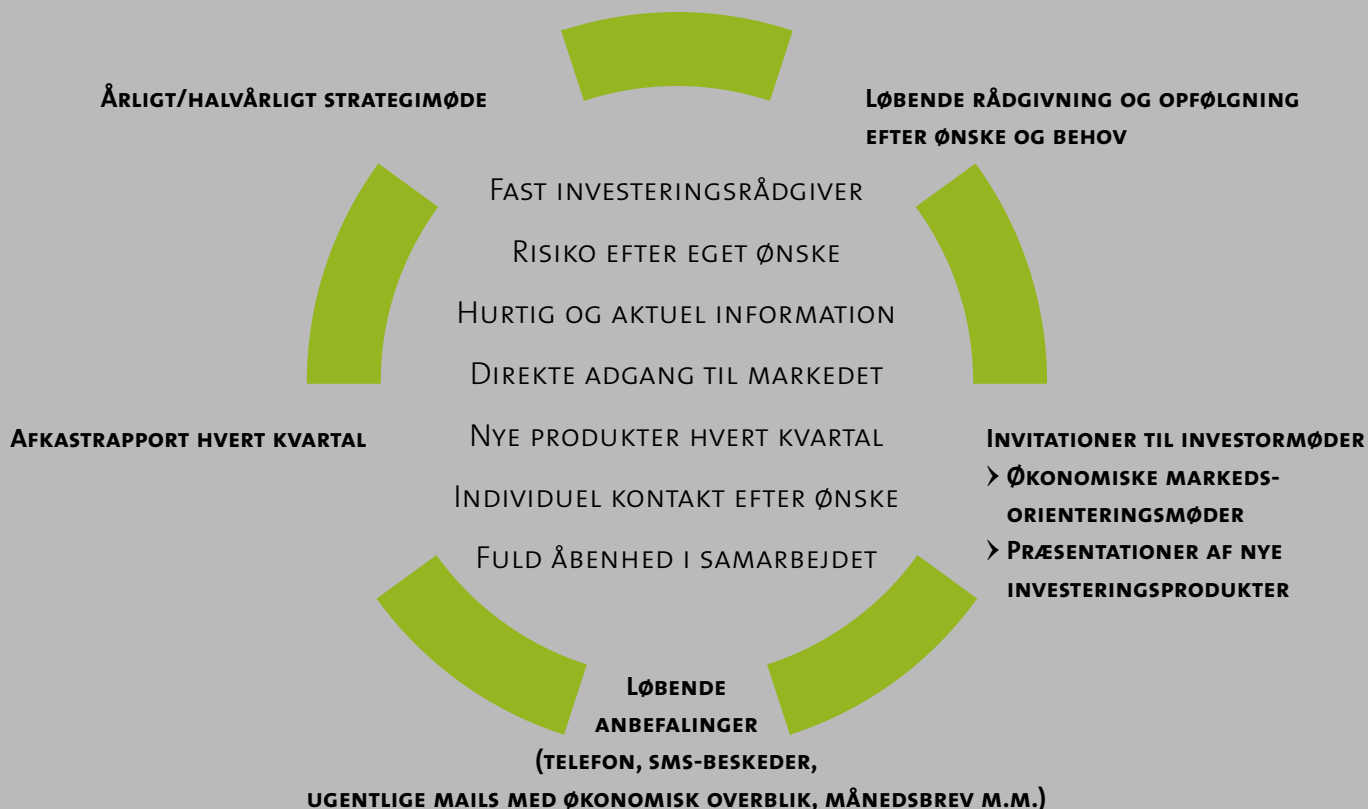 Årligt/halvårligt strategimøde
Løbende rådgivning og opfølgning
efter ønske og behov
Fast investeringsrådgiver
Risiko efter eget ønske
Hurtig og aktuel information
Direkte adgang til markedet
Nye produkter hvert kvartal
Individuel kontakt efter ønske
Fuld åbenhed i samarbejdet
Afkastrapport hvert kvartal
Invitationer til investormøder
› Økonomiske markeds-
orienteringsmøder
› Præsentationer af nye
investeringsprodukter
Løbende
anbefalinger
(telefon, sms-beskeder,
ugentlige mails med økonomisk overblik, månedsbrev m.m.)